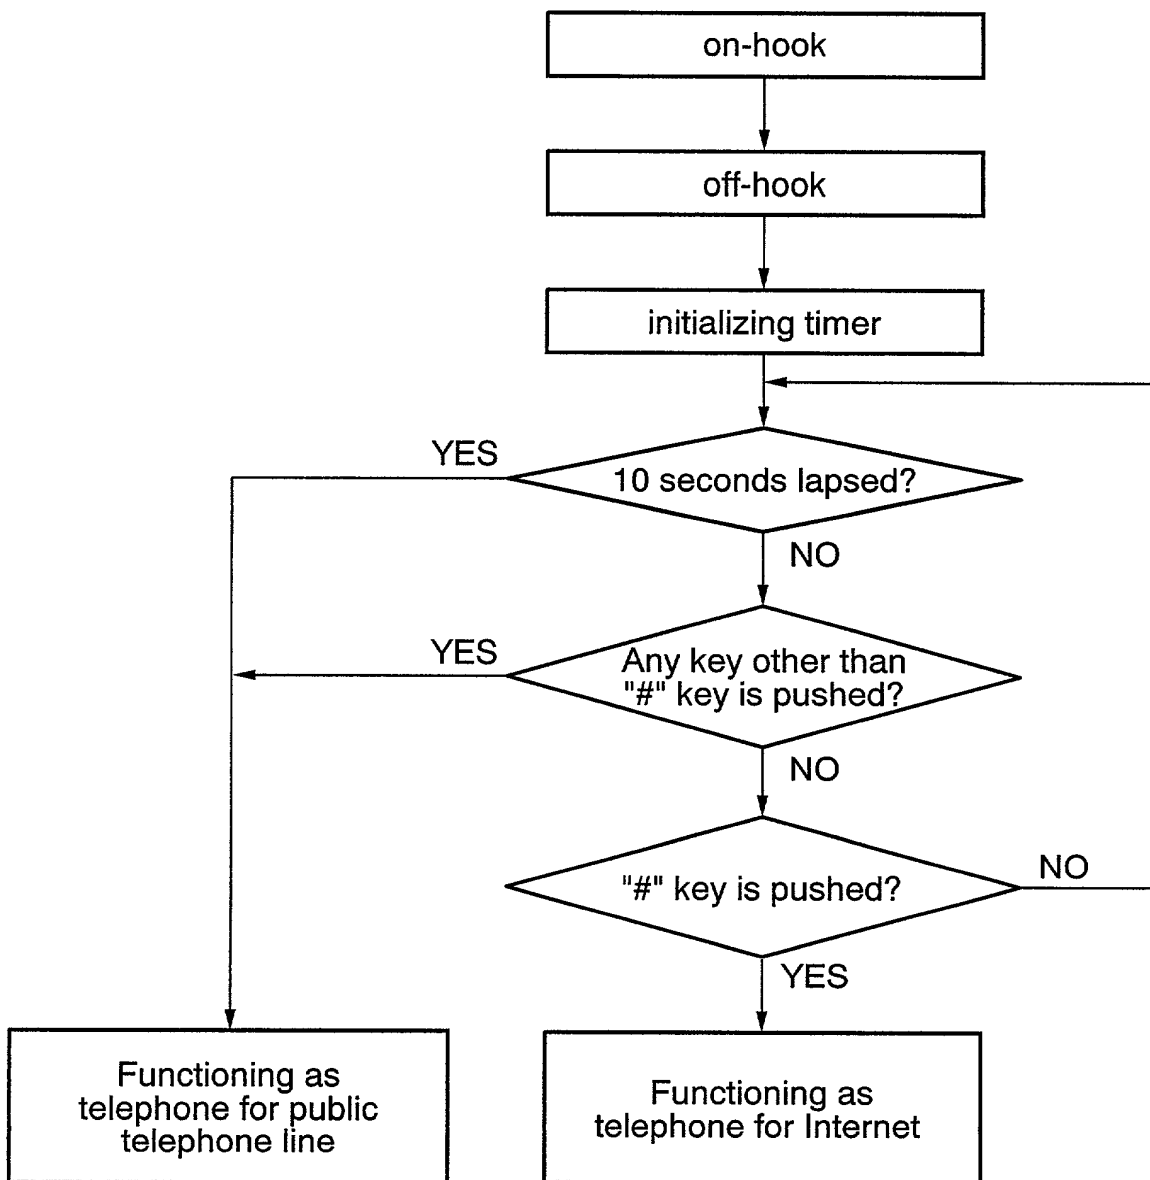 on-hook
off-hook
initializing timer
YES
10 seconds lapsed?
NO
YES
Any key other than
"#" key is pushed?
NO
"#" key is pushed?
NO
YES
Functioning as
telephone for public
telephone line
Functioning as
telephone for Internet